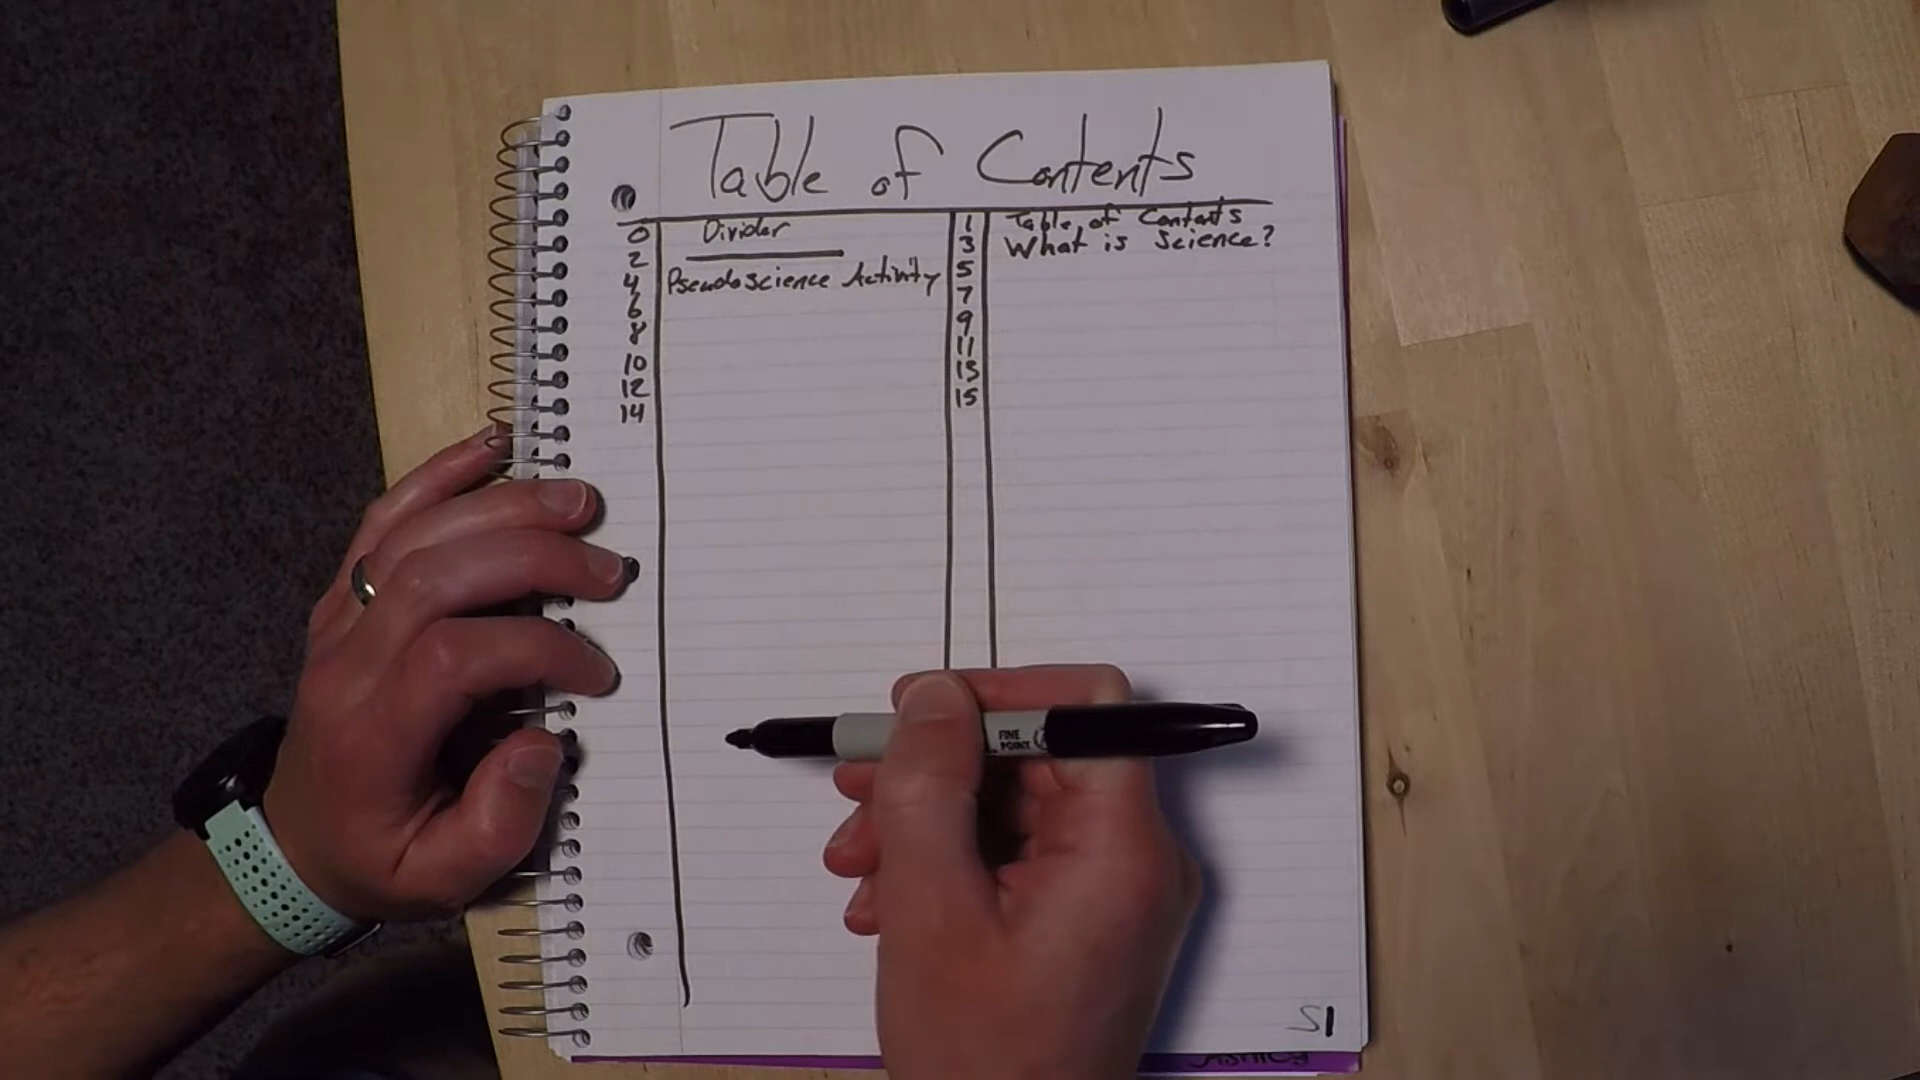 Table of Contents
0 Divider 1 Table of Contents
2 3 What is Science?
4 Pseudoscience Activity 5
6 7
8 9
10 11
12 13
14 15
FINE
POINT
S1